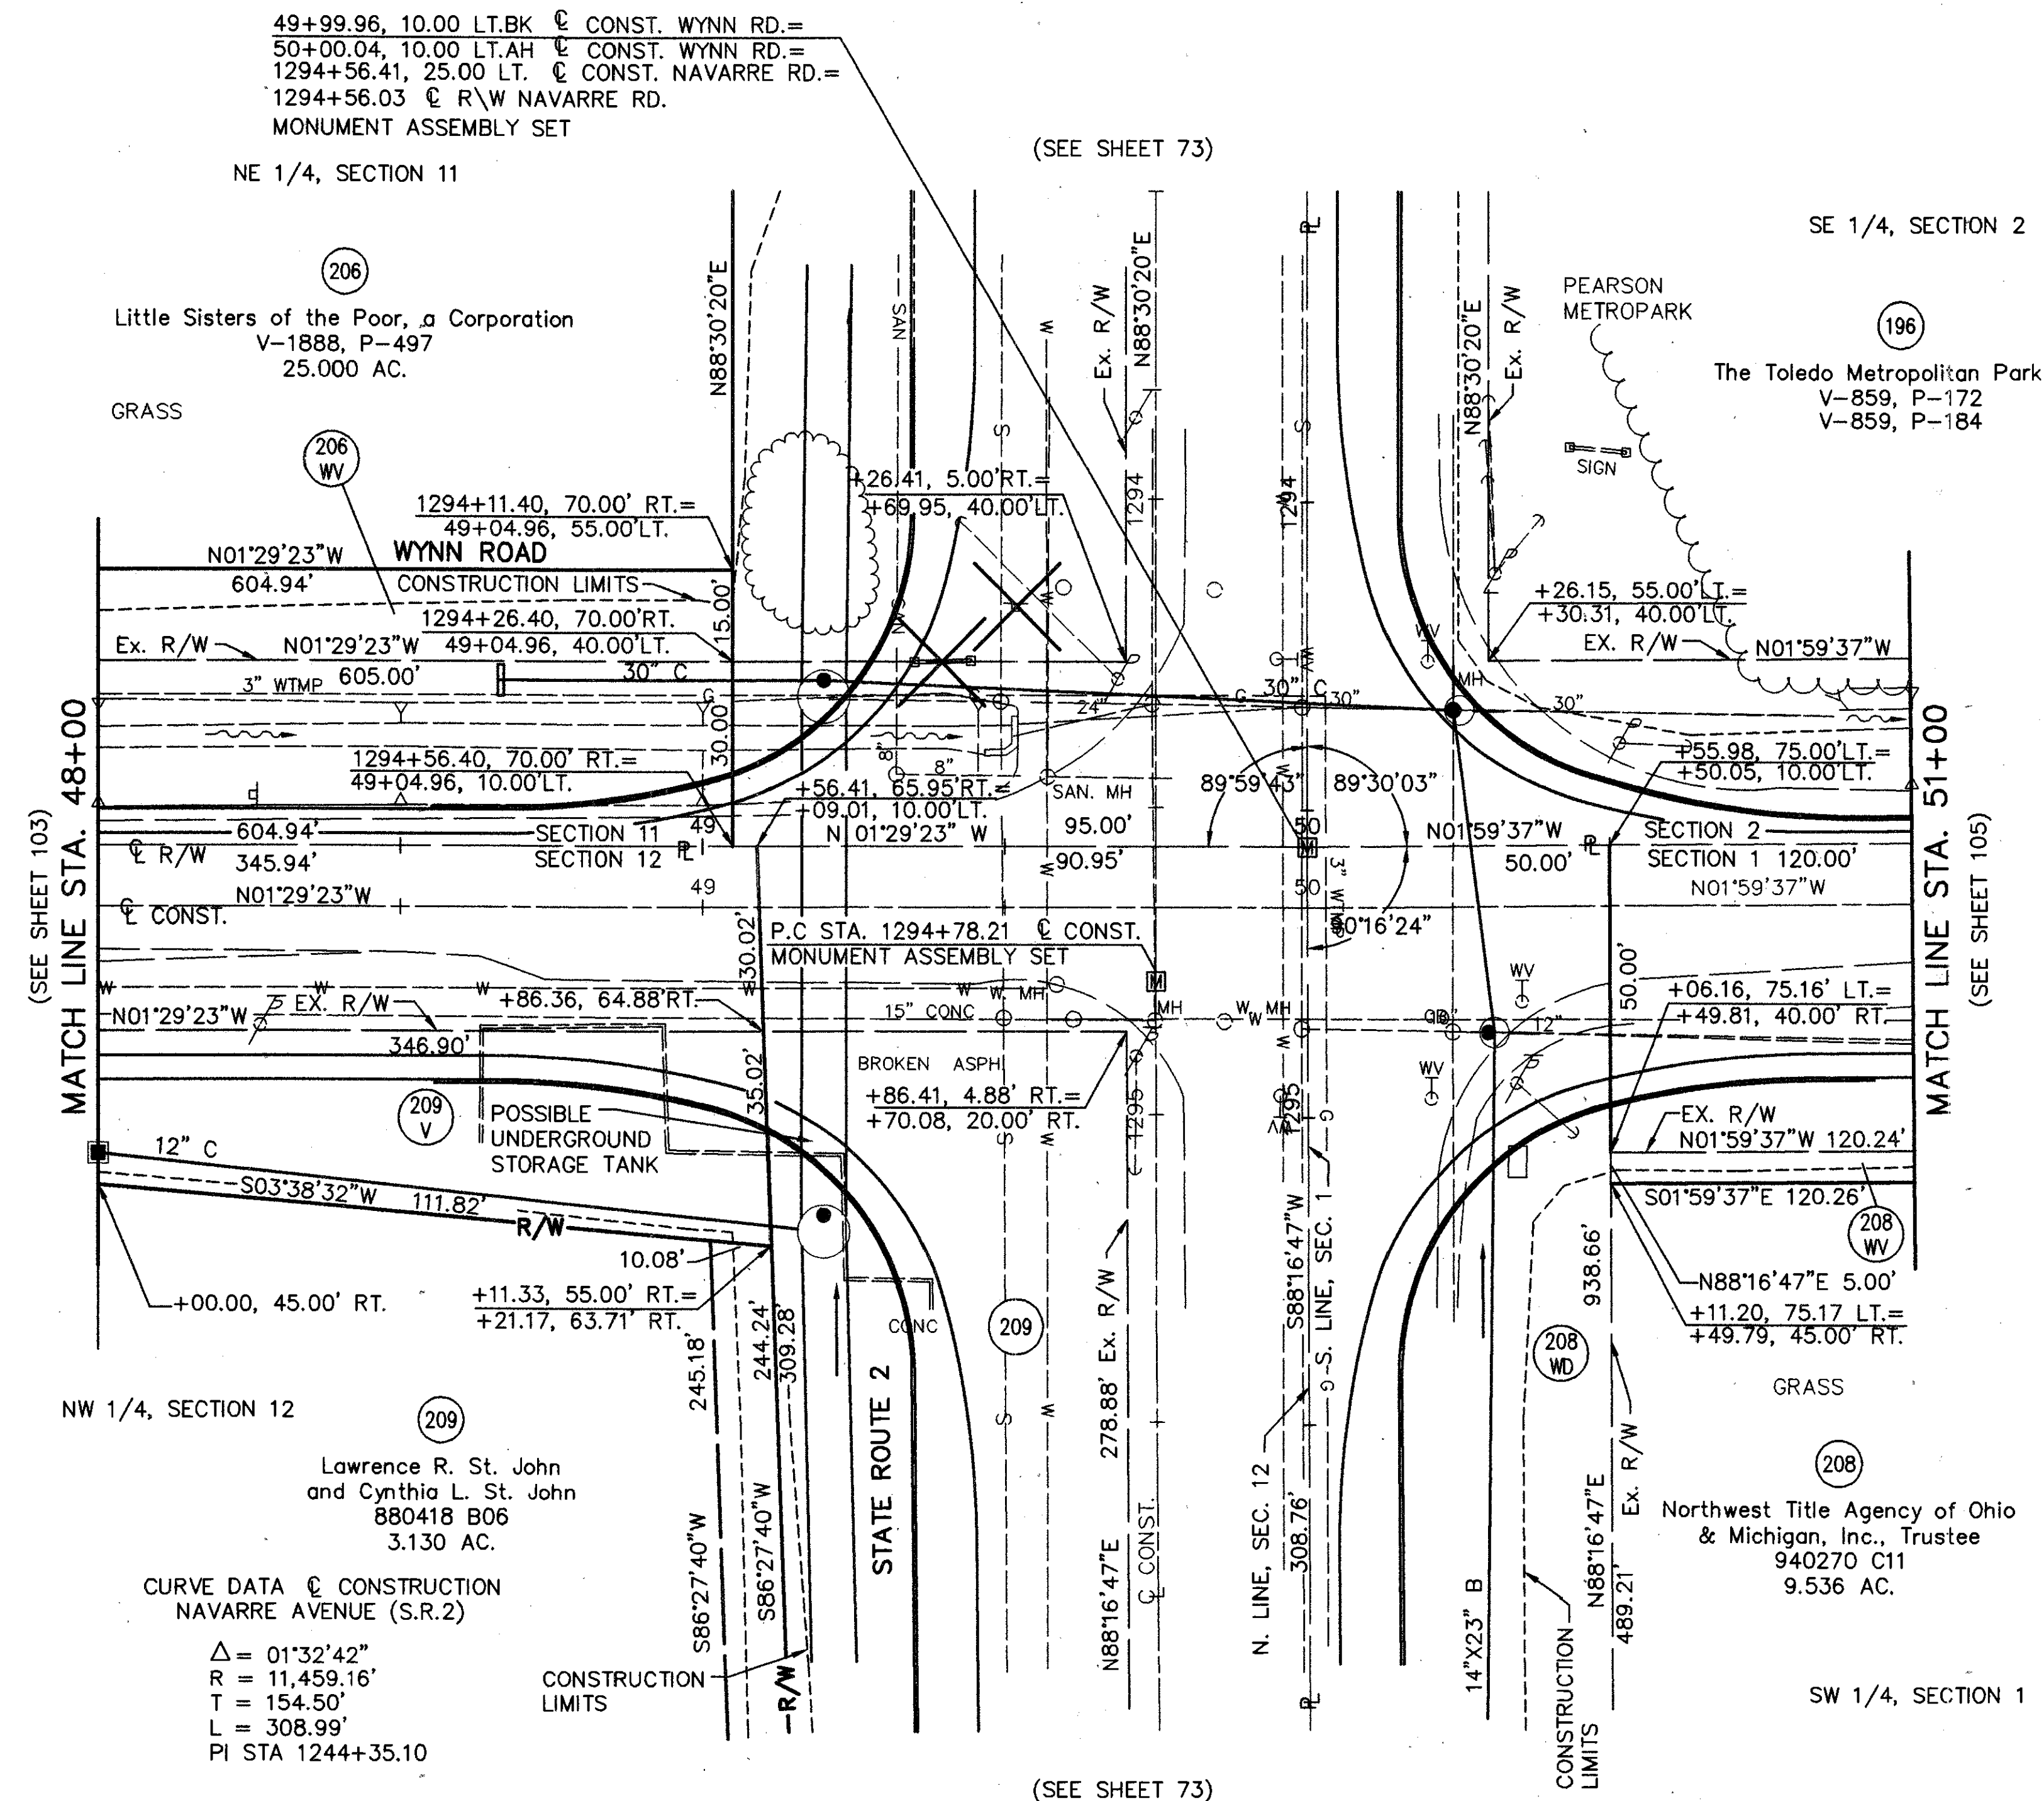 49+99.96, 10.00 LT.BK ℄ CONST. WYNN RD.=
50+00.04, 10.00 LT.AH ℄ CONST. WYNN RD.=
1294+56.41, 25.00 LT. ℄ CONST. NAVARRE RD.=
1294+56.03 ℄ R\W NAVARRE RD.
MONUMENT ASSEMBLY SET
(SEE SHEET 73)
NE 1/4, SECTION 11
SE 1/4, SECTION 2
206
Little Sisters of the Poor, a Corporation
V-1888, P-497
25.000 AC.
GRASS
206
WV
N88°30'20"E
SAN
S
W
Ex. R/W
N88°30'20"E
1294
S
1294
N88°30'20"E
Ex. R/W
PEARSON
METROPARK
196
The Toledo Metropolitan Park
V-859, P-172
V-859, P-184
SIGN
+26.41, 5.00'RT.=
+69.95, 40.00'LT.
1294+11.40, 70.00' RT.=
49+04.96, 55.00'LT.
N01°29'23"W
WYNN ROAD
604.94'
CONSTRUCTION LIMITS
15.00'
1294+26.40, 70.00'RT.
49+04.96, 40.00'LT.
Ex. R/W
N01°29'23"W
605.00'
3" WTMP
30" C
30.00'
G
24"
G
30" C
30"
WV
WV
MH
30"
+26.15, 55.00'LT.=
+30.31, 40.00'LT.
EX. R/W
N01°59'37"W
MATCH LINE STA. 48+00
(SEE SHEET 103)
1294+56.40, 70.00' RT.=
49+04.96, 10.00'LT.
8"
8"
SAN. MH
+56.41, 65.95'RT.=
+09.01, 10.00'LT.
89°59'43"
89°30'03"
+55.98, 75.00'LT.=
+50.05, 10.00'LT.
MATCH LINE STA. 51+00
(SEE SHEET 105)
604.94'
SECTION 11
49
N 01°29'23" W
95.00'
50
N01°59'37"W
SECTION 2
℄ R/W
345.94'
SECTION 12
PL
90.95'
M
50.00'
PL
SECTION 1 120.00'
49
50
N01°59'37"W
℄ CONST.
N01°29'23"W
S30.02'
P.C STA. 1294+78.21 ℄ CONST.
MONUMENT ASSEMBLY SET
M
50.00'
W
W. MH
N01°29'23"W
EX. R/W
346.90'
+86.36, 64.88'RT.
15" CONC
MH
W MH
WV
12"
+06.16, 75.16' LT.=
+49.81, 40.00' RT.
35.02'
BROKEN ASPH.
+86.41, 4.88' RT.=
+70.08, 20.00' RT.
1295
1295
WV
209
V
POSSIBLE
UNDERGROUND
STORAGE TANK
EX. R/W
N01°59'37"W 120.24'
S01°59'37"E 120.26'
208
WV
12" C
S03°38'32"W
111.82'
R/W
10.08'
+00.00, 45.00' RT.
+11.33, 55.00' RT.=
+21.17, 63.71' RT.
CONC
209
N88°16'47"E 5.00'
+11.20, 75.17 LT.=
+49.79, 45.00' RT.
938.66'
208
WD
GRASS
245.18'
244.24'
309.28'
STATE ROUTE 2
278.88' Ex. R/W
S88°16'47"W
S. LINE, SEC. 1
N. LINE, SEC. 12
308.76'
NW 1/4, SECTION 12
209
Lawrence R. St. John
and Cynthia L. St. John
880418 B06
3.130 AC.
S86°27'40"W
S86°27'40"W
N88°16'47"E
℄ CONST.
14"X23" B
N88°16'47"E
Ex. R/W
489.21'
208
Northwest Title Agency of Ohio
& Michigan, Inc., Trustee
940270 C11
9.536 AC.
CURVE DATA ℄ CONSTRUCTION
NAVARRE AVENUE (S.R.2)
Δ = 01°32'42"
R = 11,459.16'
T = 154.50'
L = 308.99'
PI STA 1244+35.10
CONSTRUCTION
LIMITS
R/W
PL
CONSTRUCTION
LIMITS
SW 1/4, SECTION 1
(SEE SHEET 73)